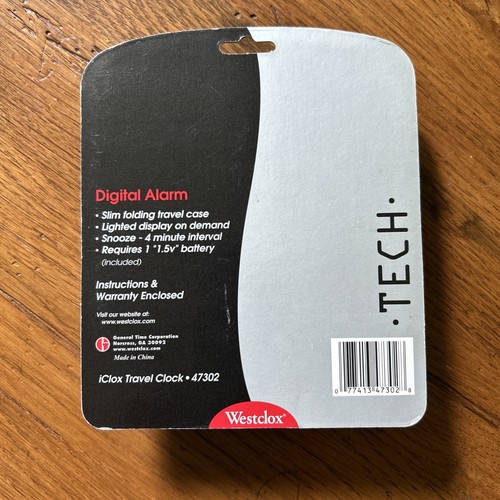 Digital Alarm
• Slim folding travel case
• Lighted display on demand
• Snooze - 4 minute interval
• Requires 1 "1.5v" battery
(included)
Instructions &
Warranty Enclosed
Visit our website at:
www.westclox.com
General Time Corporation
Norcross, GA 30092
www.westclox.com
Made in China
iClox Travel Clock • 47302
•TECH•
0 77413 47302 8
Westclox®